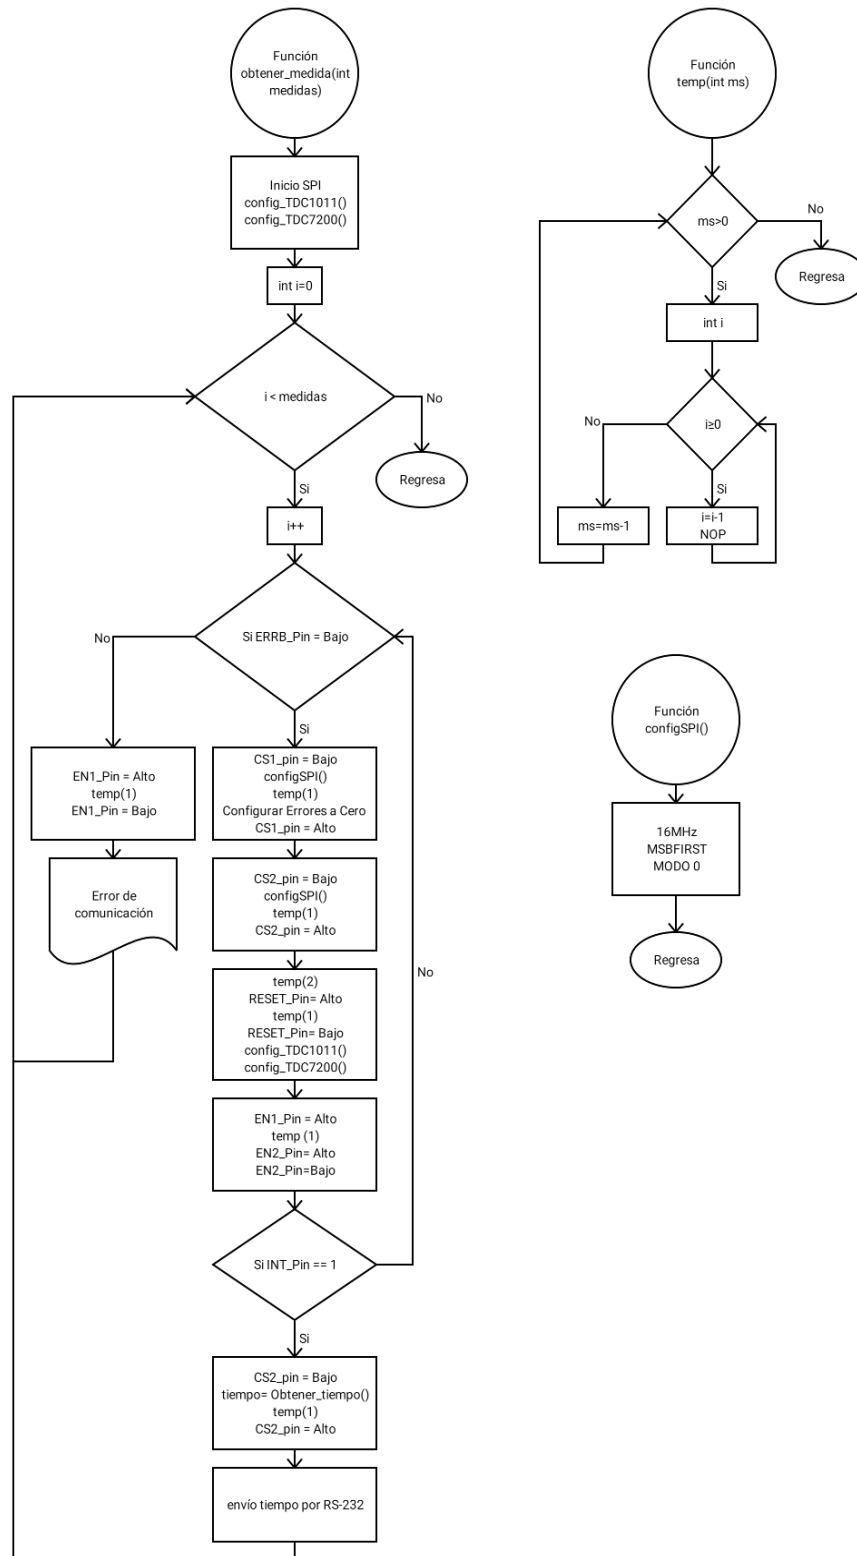 Función
obtener_medida(int
medidas)
Inicio SPI
config_TDC1011()
config_TDC7200()
int i=0
i < medidas
No
Regresa
Si
i++
Si ERRB_Pin = Bajo
No
Si
EN1_Pin = Alto
temp(1)
EN1_Pin = Bajo
Error de
comunicación
CS1_pin = Bajo
configSPI()
temp(1)
Configurar Errores a Cero
CS1_pin = Alto
CS2_pin = Bajo
configSPI()
temp(1)
CS2_pin = Alto
temp(2)
RESET_Pin= Alto
temp(1)
RESET_Pin= Bajo
config_TDC1011()
config_TDC7200()
EN1_Pin = Alto
temp (1)
EN2_Pin= Alto
EN2_Pin=Bajo
Si INT_Pin == 1
No
Si
CS2_pin = Bajo
tiempo= Obtener_tiempo()
temp(1)
CS2_pin = Alto
envío tiempo por RS-232
Función
temp(int ms)
ms>0
No
Regresa
Si
int i
i≥0
No
Si
ms=ms-1
i=i-1
NOP
Función
configSPI()
16MHz
MSBFIRST
MODO 0
Regresa